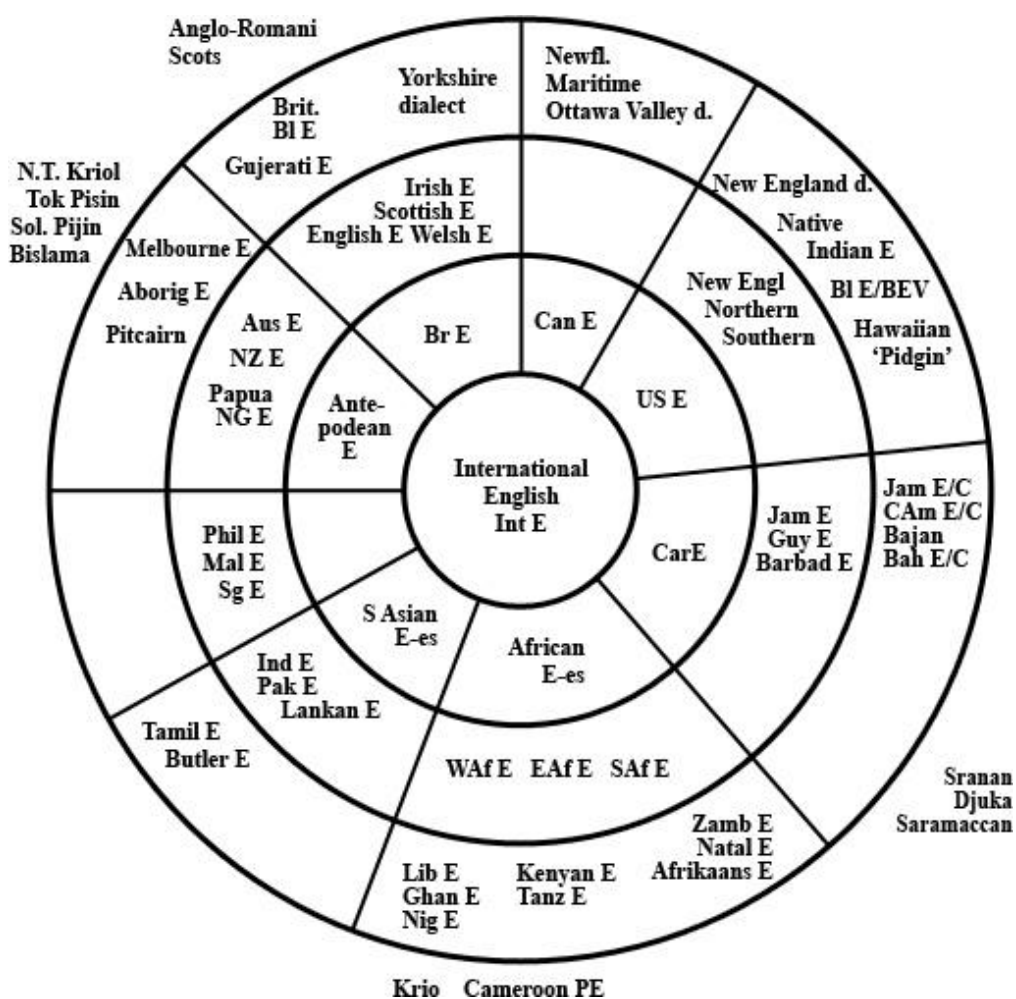 Anglo-Romani
Scots
Yorkshire
dialect
Brit.
Bl E
Gujerati E
Newfl.
Maritime
Ottawa Valley d.
N.T. Kriol
Tok Pisin
Sol. Pijin
Bislama
Melbourne E
Aborig E
Pitcairn
Irish E
Scottish E
English E Welsh E
New England d.
Native
Indian E
Bl E/BEV
Hawaiian
‘Pidgin’
New Engl
Northern
Southern
Aus E
NZ E
Papua
NG E
Br E
Can E
US E
Ante-
podean
E
International
English
Int E
Phil E
Mal E
Sg E
CarE
Jam E
Guy E
Barbad E
Jam E/C
CAm E/C
Bajan
Bah E/C
S Asian
E-es
African
E-es
Ind E
Pak E
Lankan E
Tamil E
Butler E
WAf E EAf E SAf E
Sranan
Djuka
Saramaccan
Zamb E
Natal E
Afrikaans E
Lib E
Ghan E
Nig E
Kenyan E
Tanz E
Krio Cameroon PE